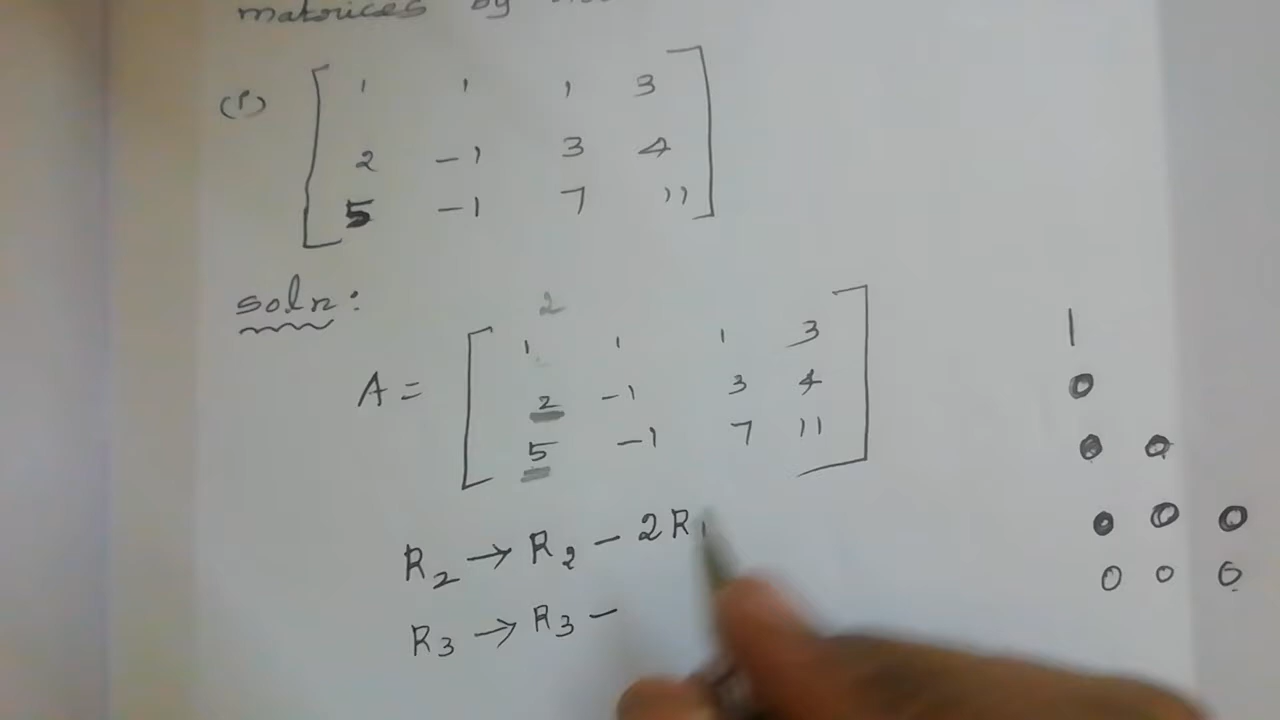 matrices by
(i) 1 1 1 3
2 -1 3 4
5 -1 7 11
soln:
2
A = 1 1 1 3
2 -1 3 4
5 -1 7 11
R2 → R2 - 2R1
R3 → R3 -
1
0
0 0
0 0 0
0 0 0